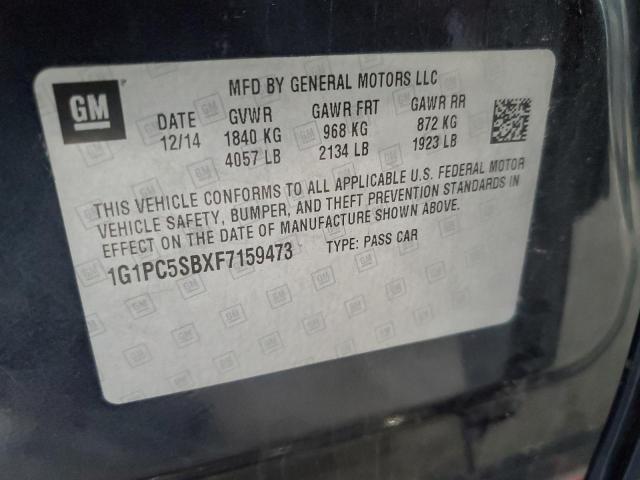 GM
MFD BY GENERAL MOTORS LLC
DATE GVWR GAWR FRT GAWR RR
12/14 1840 KG 968 KG 872 KG
4057 LB 2134 LB 1923 LB
THIS VEHICLE CONFORMS TO ALL APPLICABLE U.S. FEDERAL MOTOR
VEHICLE SAFETY, BUMPER, AND THEFT PREVENTION STANDARDS IN
EFFECT ON THE DATE OF MANUFACTURE SHOWN ABOVE.
1G1PC5SBXF7159473 TYPE: PASS CAR